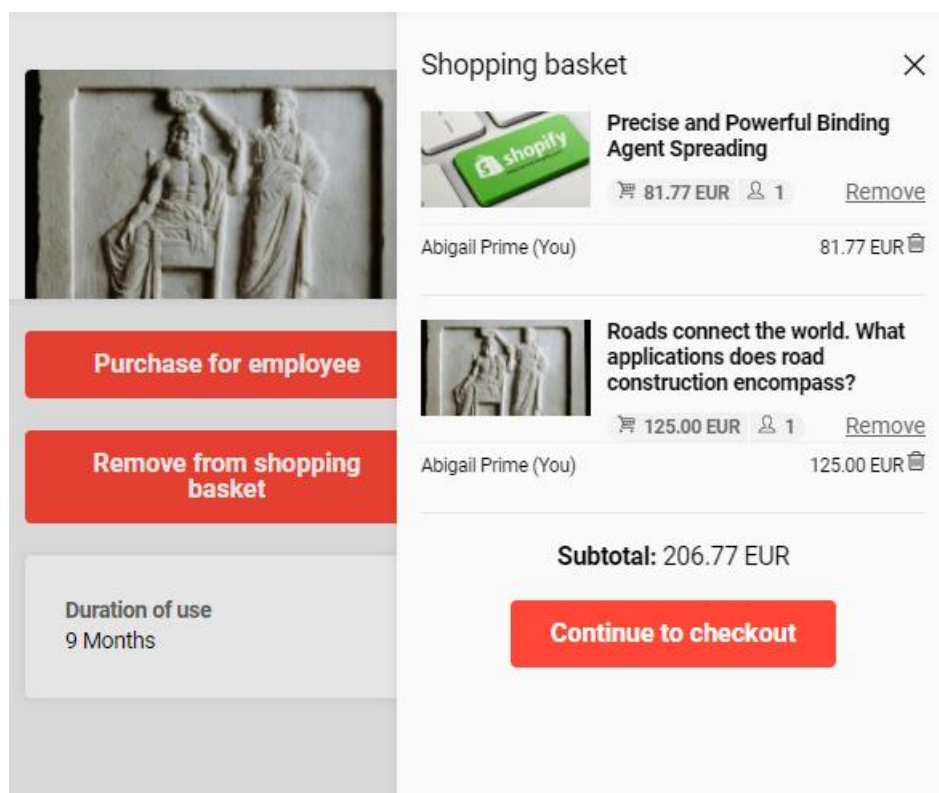 Shopping basket
shopify
Precise and Powerful Binding
Agent Spreading
81.77 EUR 1 Remove
Abigail Prime (You) 81.77 EUR
Roads connect the world. What
applications does road
construction encompass?
125.00 EUR 1 Remove
Abigail Prime (You) 125.00 EUR
Subtotal: 206.77 EUR
Continue to checkout
Purchase for employee
Remove from shopping
basket
Duration of use
9 Months